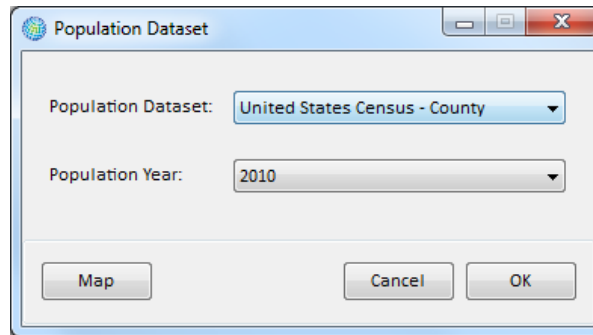 Population Dataset
Population Dataset: United States Census - County
Population Year: 2010
Map Cancel OK